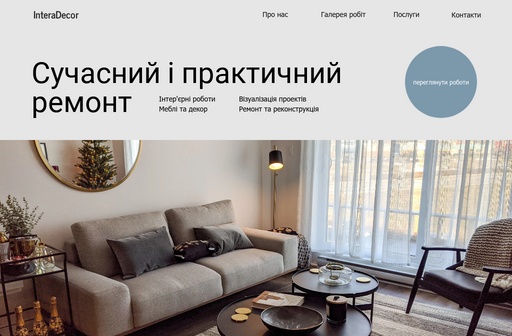 InteraDecor
Про нас
Галерея робіт
Послуги
Контакти
Сучасний і практичний
ремонт
Інтер'єрні роботи
Меблі та декор
Візуалізація проектів
Ремонт та реконструкція
переглянути роботи